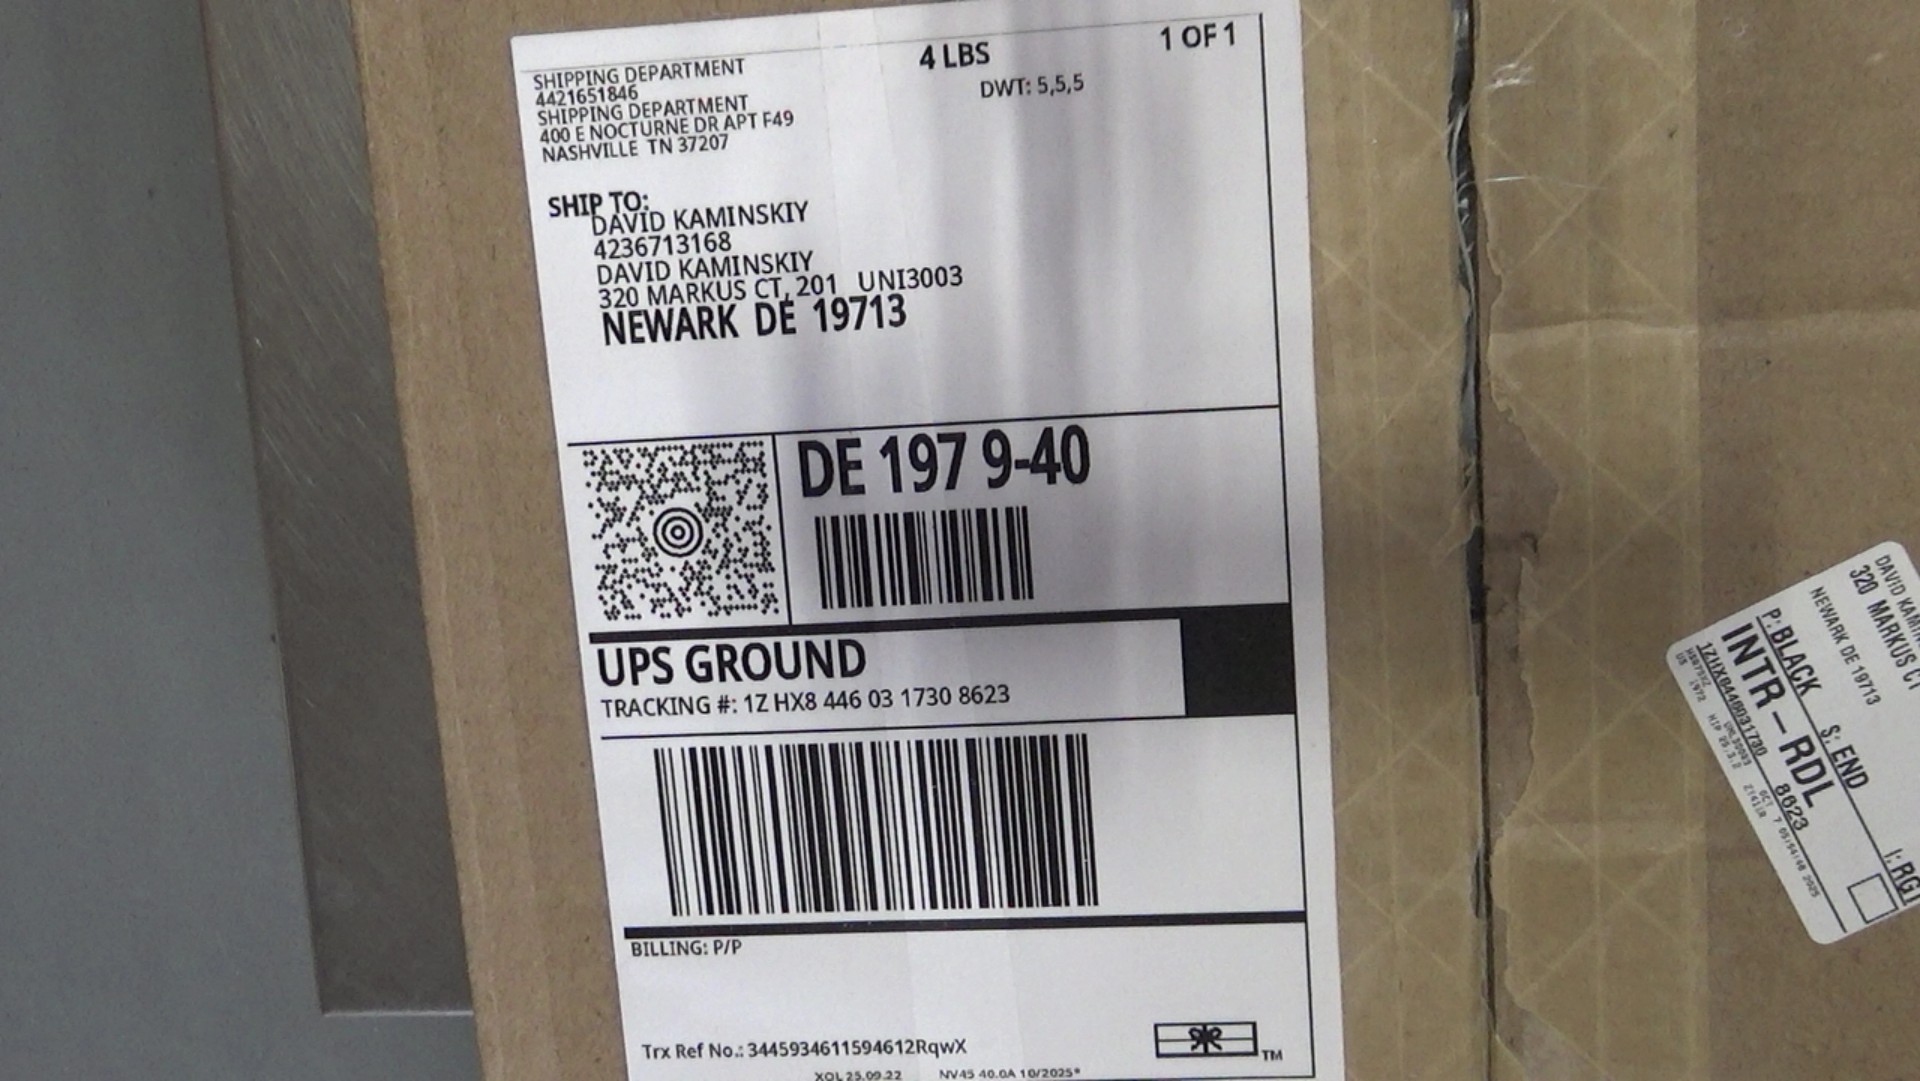 SHIPPING DEPARTMENT
4421651846
SHIPPING DEPARTMENT
400 E NOCTURNE DR APT F49
NASHVILLE TN 37207
4 LBS
1 OF 1
DWT: 5,5,5
SHIP TO:
DAVID KAMINSKIY
4236713168
DAVID KAMINSKIY
320 MARKUS CT, 201 UNI3003
NEWARK DE 19713
DE 197 9-40
UPS GROUND
TRACKING #: 1Z HX8 446 03 1730 8623
BILLING: P/P
Trx Ref No.: 3445934611594612RqwX
TM
XOL 25.09.22 NV45 40.0A 10/2025*
DAVID
320 MARKUS CT
NEWARK DE 19713
P: BLACK S: END
INTR-RDL
1ZHX8446031730 8623
US 1972